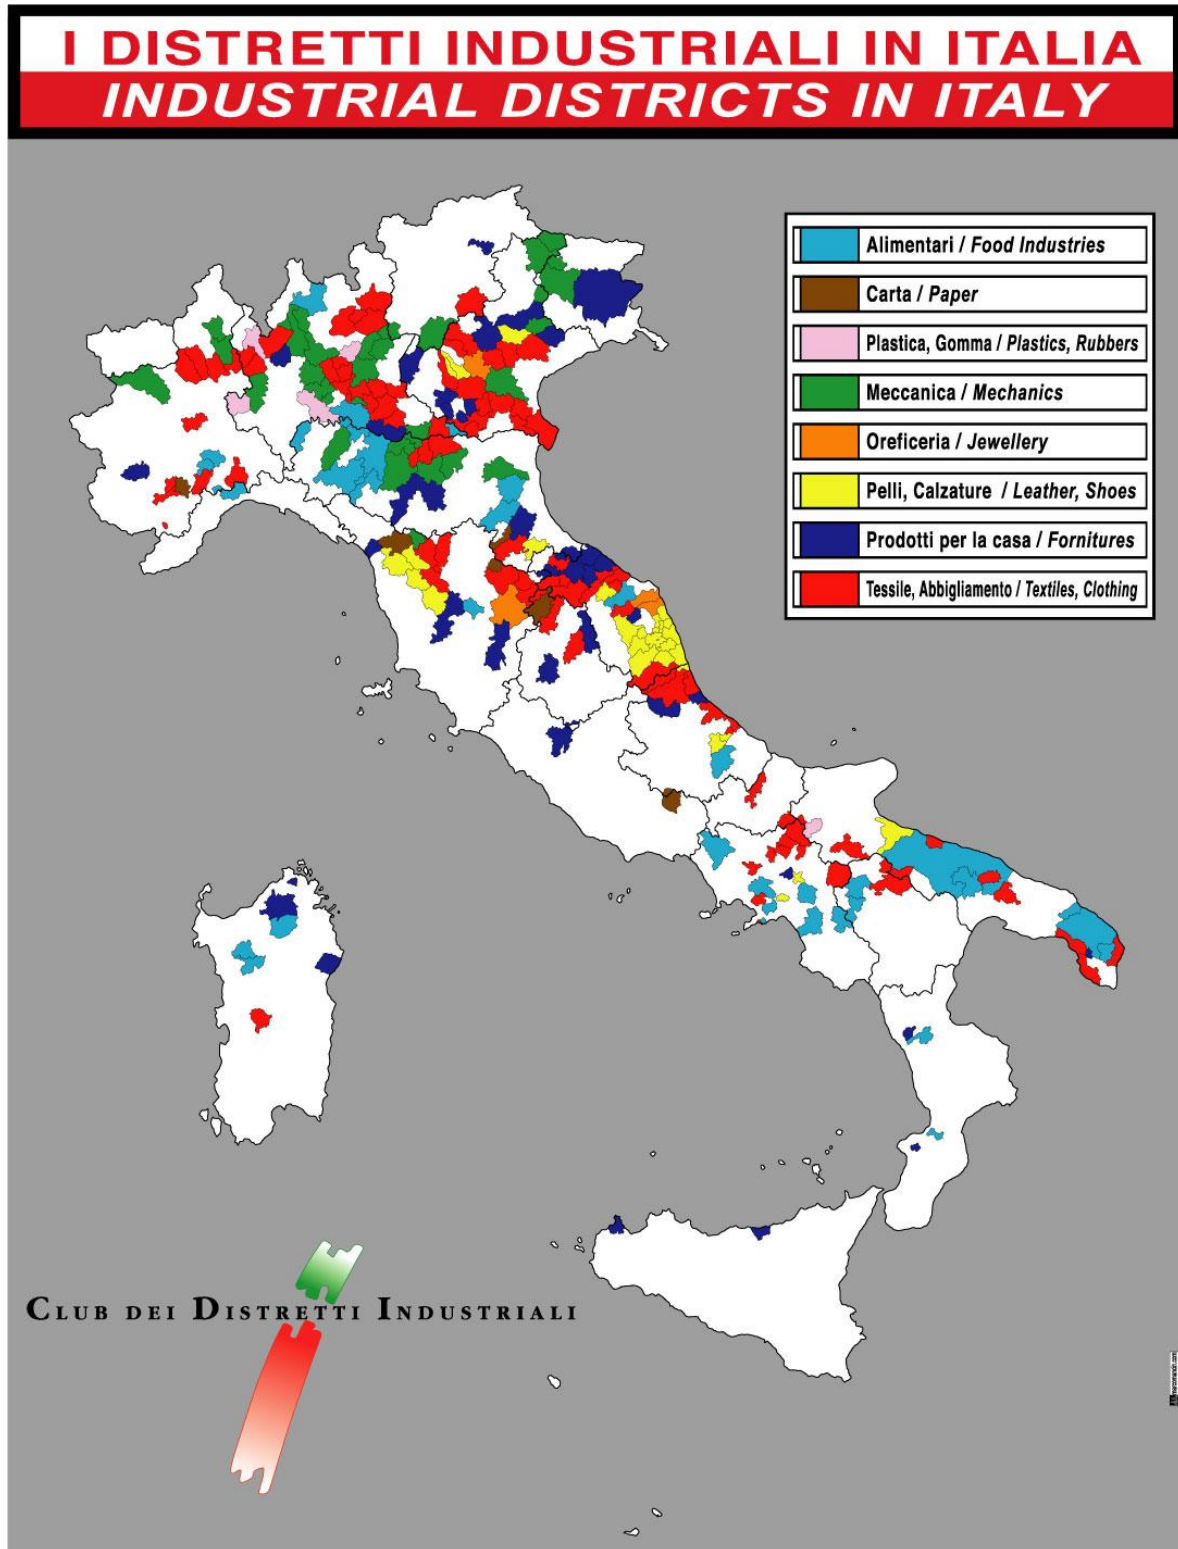 I DISTRETTI INDUSTRIALI IN ITALIA
INDUSTRIAL DISTRICTS IN ITALY
Alimentari / Food Industries
Carta / Paper
Plastica, Gomma / Plastics, Rubbers
Meccanica / Mechanics
Oreficeria / Jewellery
Pelli, Calzature / Leather, Shoes
Prodotti per la casa / Fornitures
Tessile, Abbigliamento / Textiles, Clothing
CLUB DEI DISTRETTI INDUSTRIALI